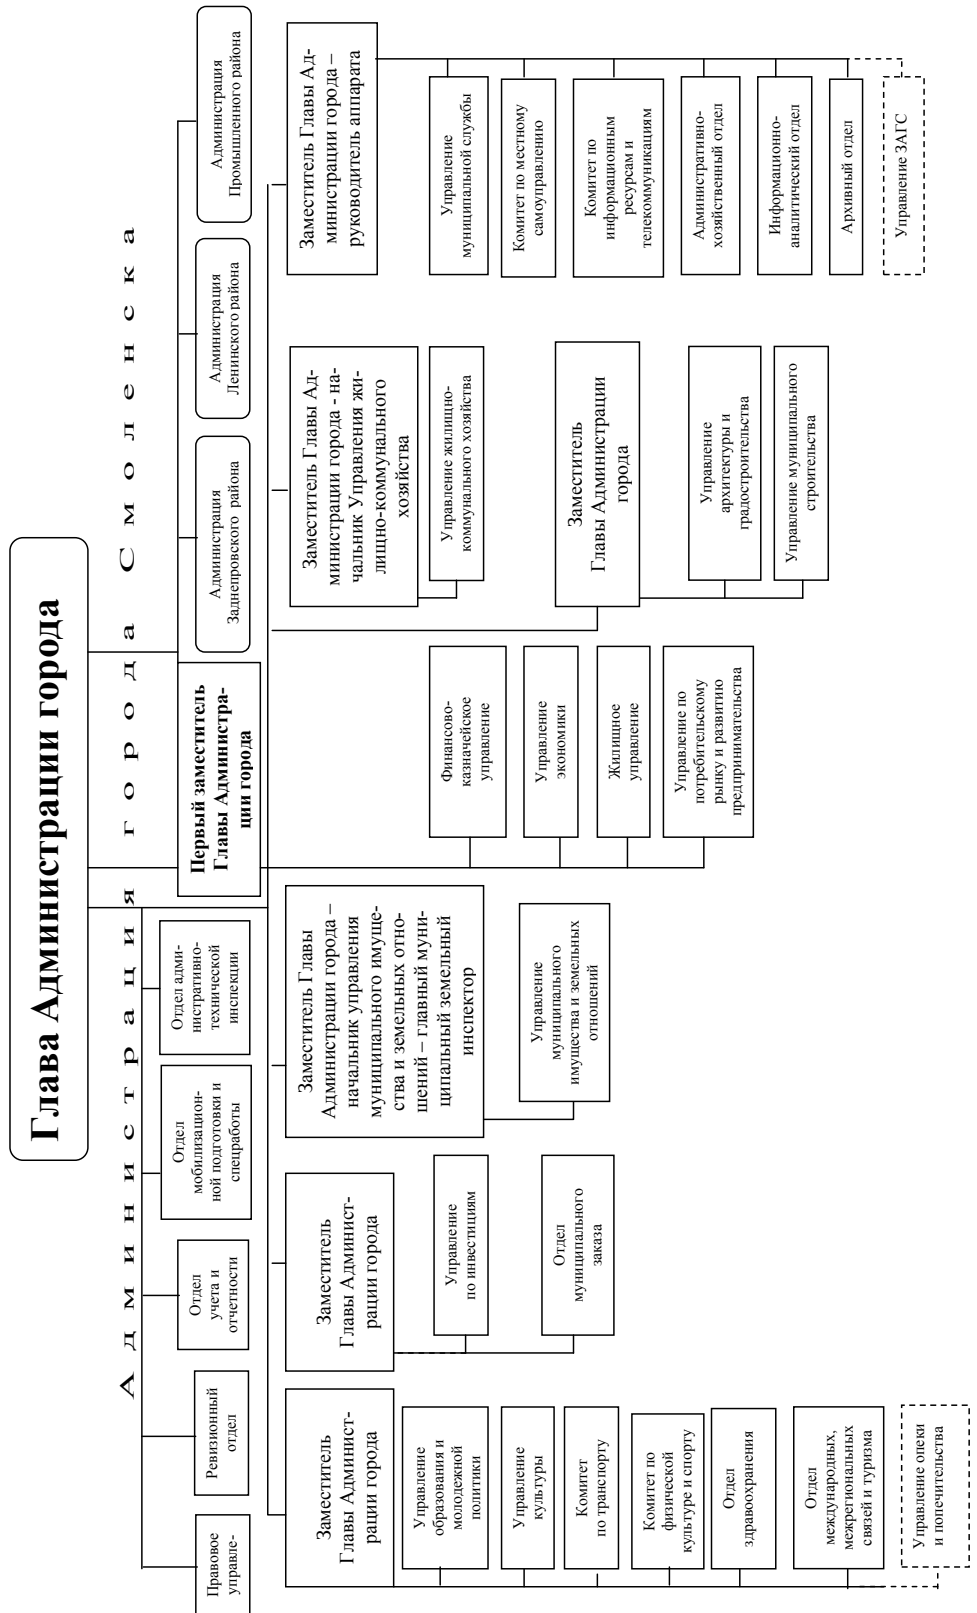 Глава Администрации города
Администрация города Смоленска
Правовое
управле-
Ревизионный
отдел
Отдел
учета и
отчетности
Отдел
мобилизацион-
ной подготовки и
спецработы
Отдел адми-
нистративно-
технической
инспекции
Первый заместитель
Главы Администра-
ции города
Администрация
Заднепровского района
Администрация
Ленинского района
Администрация
Промышленного района
Заместитель
Главы Админист-
рации города
Управление
образования и
молодежной
политики
Управление
культуры
Комитет
по транспорту
Комитет по
физической
культуре и спорту
Отдел
здравоохранения
Отдел
международных,
межрегиональных
связей и туризма
Управление опеки
и попечительства
Заместитель
Главы Админист-
рации города
Управление
по инвестициям
Отдел
муниципального
заказа
Заместитель Главы
Администрации города –
начальник управления
муниципального имуще-
ства и земельных отно-
шений – главный муни-
ципальный земельный
инспектор
Управление
муниципального
имущества и земельных
отношений
Финансово-
казначейское
управление
Управление
экономики
Жилищное
управление
Управление по
потребительскому
рынку и развитию
предпринимательства
Заместитель Главы Ад-
министрации города - на-
чальник Управления жи-
лищно-коммунального
хозяйства
Управление жилищно-
коммунального хозяйства
Заместитель
Главы Администрации
города
Управление
архитектуры и
градостроительства
Управление муниципального
строительства
Заместитель Главы Ад-
министрации города –
руководитель аппарата
Управление
муниципальной службы
Комитет по местному
самоуправлению
Комитет по
информационным
ресурсам и
телекоммуникациям
Административно-
хозяйственный отдел
Информационно-
аналитический отдел
Архивный отдел
Управление ЗАГС